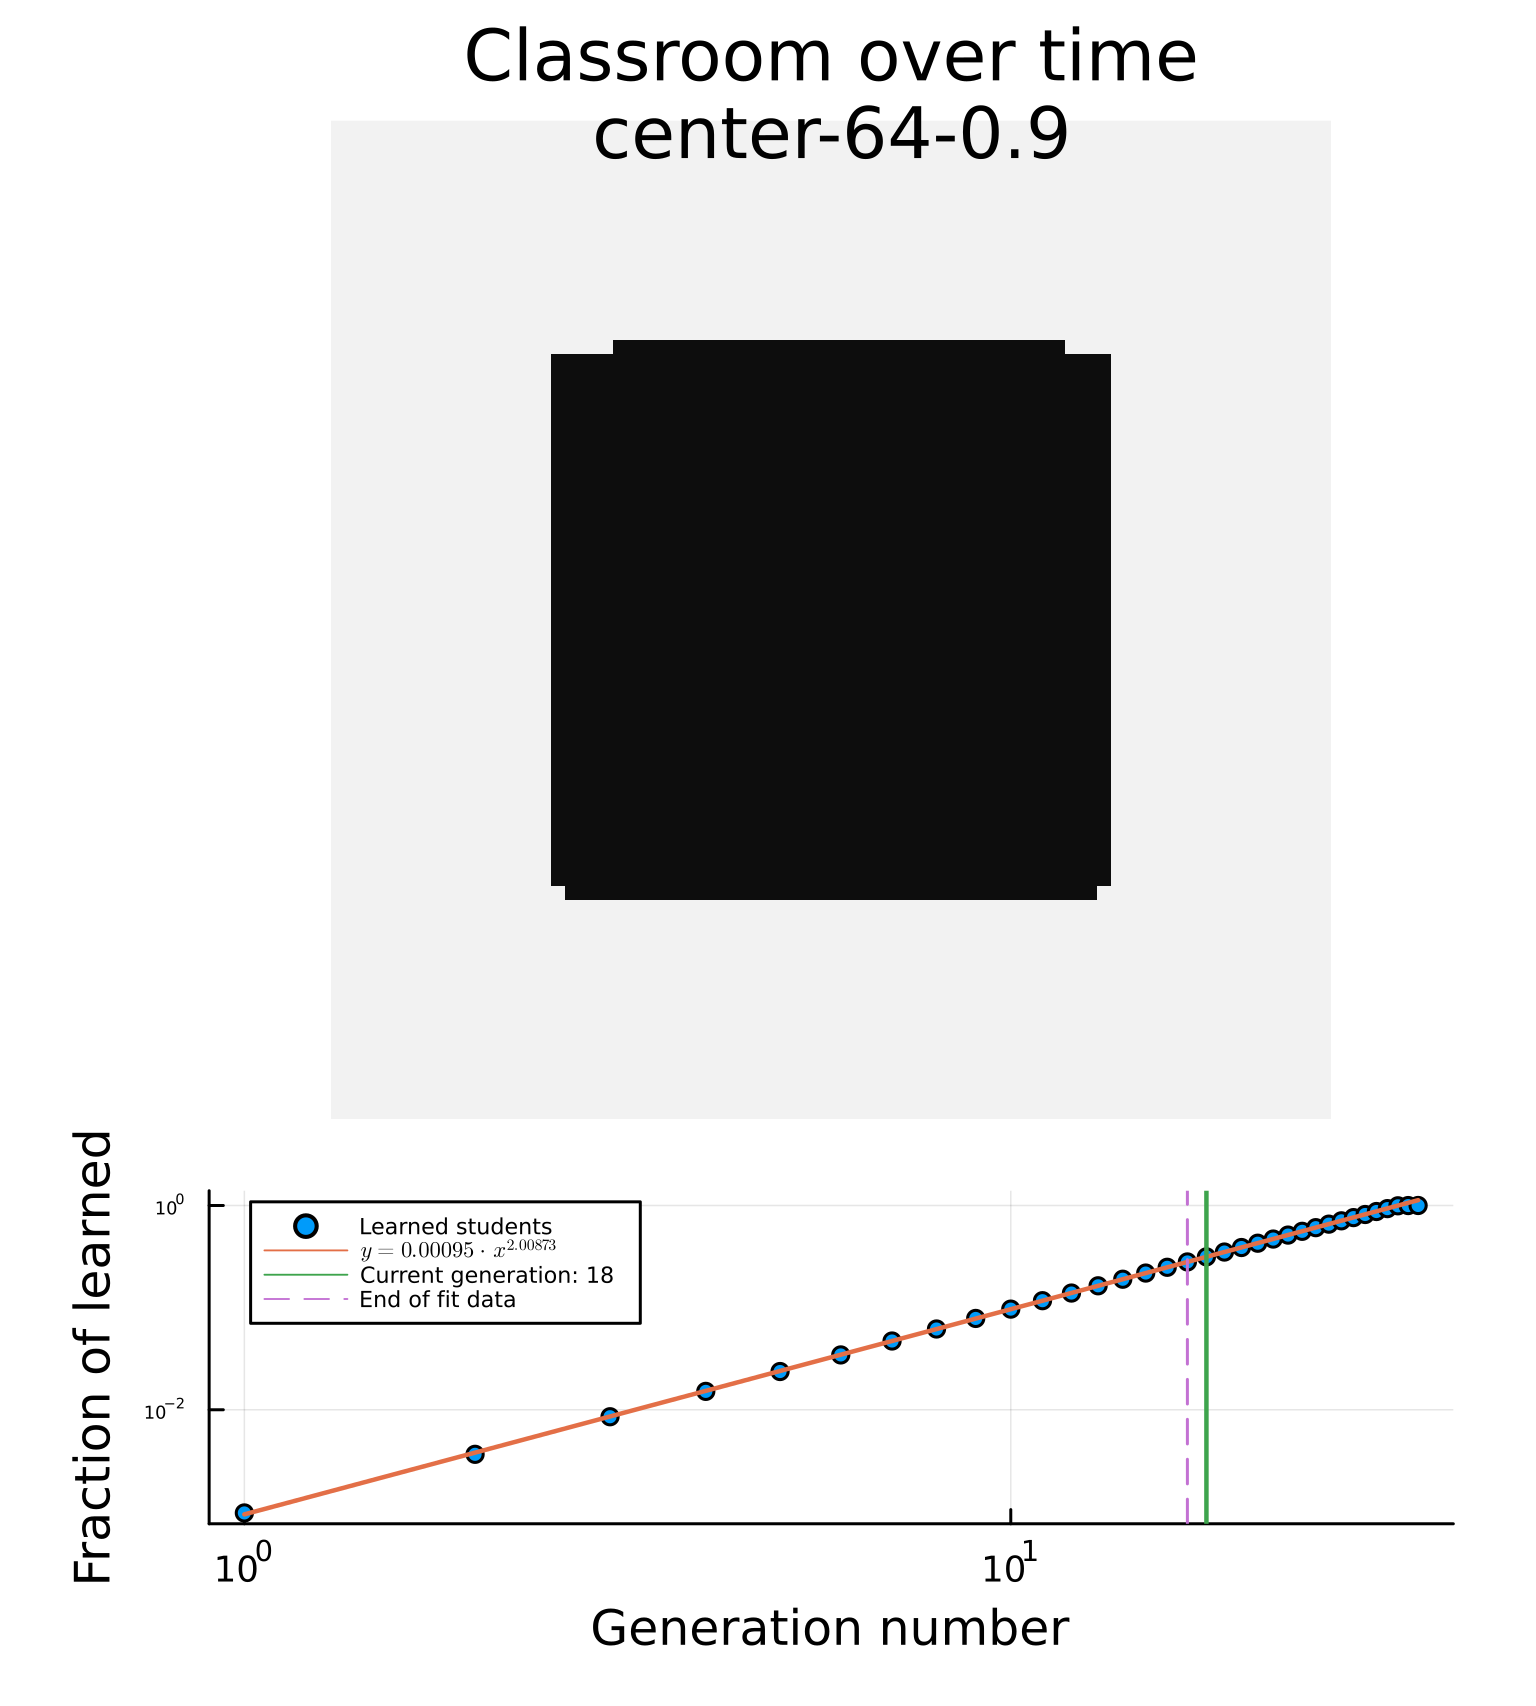 Classroom over time
center-64-0.9
Fraction of learned
10^0
10^-2
Learned students
y = 0.00095 · x^2.00873
Current generation: 18
End of fit data
10^0
10^1
Generation number